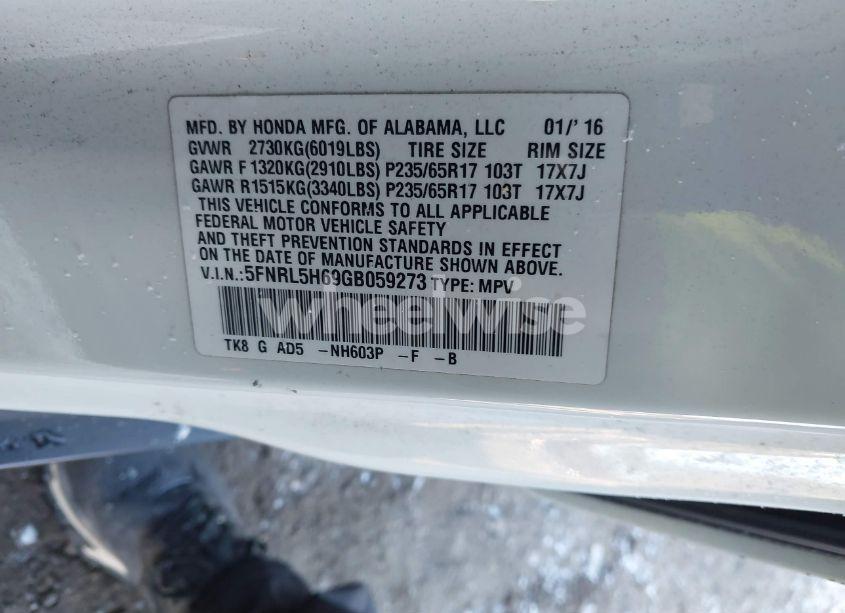 MFD. BY HONDA MFG. OF ALABAMA, LLC 01/' 16
GVWR 2730KG(6019LBS) TIRE SIZE RIM SIZE
GAWR F 1320KG(2910LBS) P235/65R17 103T 17X7J
GAWR R1515KG(3340LBS) P235/65R17 103T 17X7J
THIS VEHICLE CONFORMS TO ALL APPLICABLE
FEDERAL MOTOR VEHICLE SAFETY
AND THEFT PREVENTION STANDARDS IN EFFECT
ON THE DATE OF MANUFACTURE SHOWN ABOVE.
V.I.N.:5FNRL5H69GB059273 TYPE: MPV
wheelwise
TK8 G AD5 -NH603P -F -B